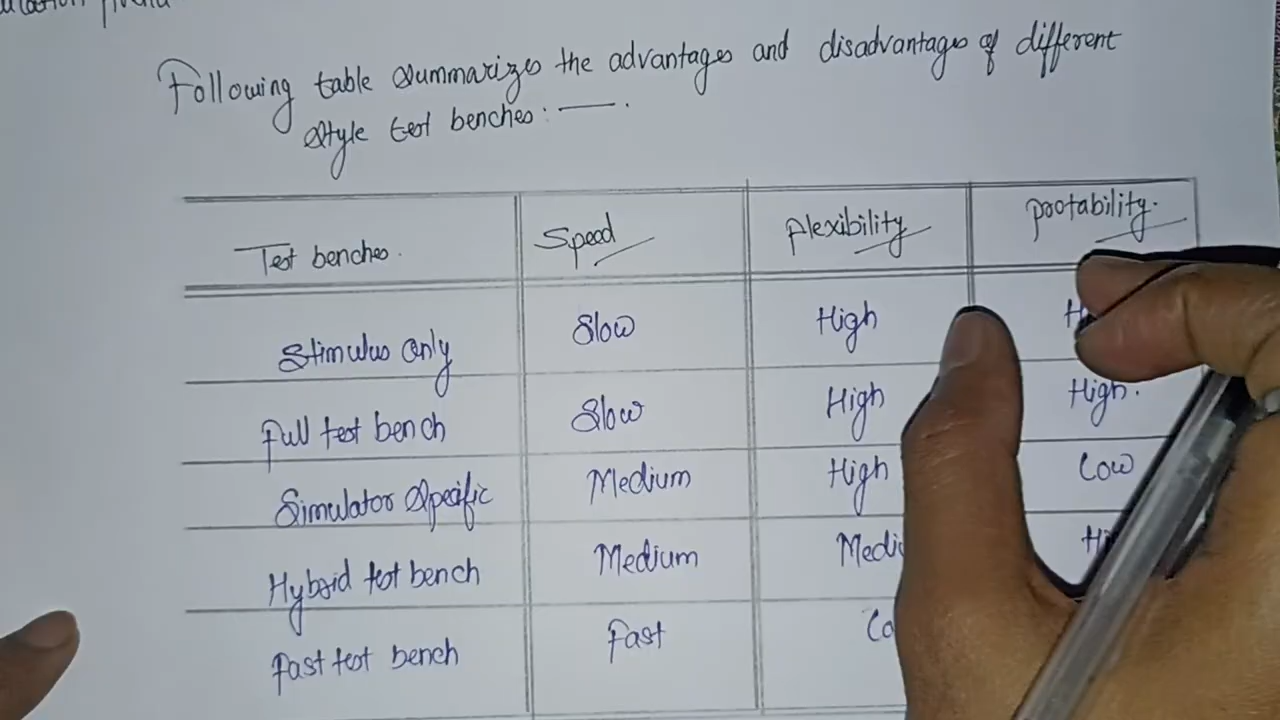 Following table summarizes the advantages and disadvantages of different
style test benches:—.
Test benches. Speed flexibility protability.
Stimulus Only Slow High
Full test bench Slow High High.
Simulator Specific Medium High Low
Hybrid test bench Medium
Fast test bench Fast